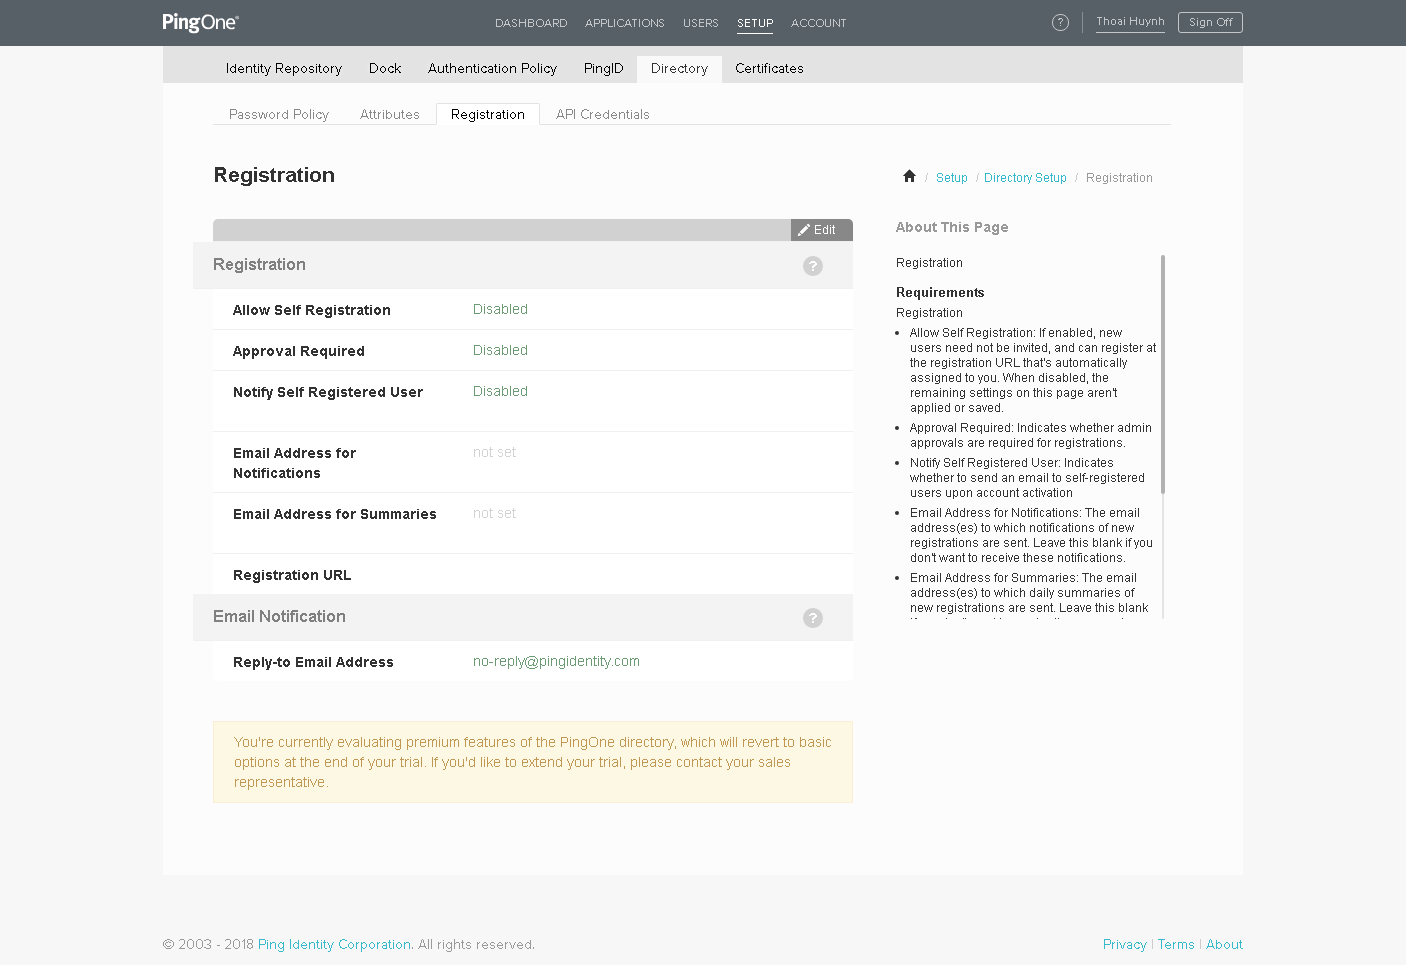 PingOne®
DASHBOARD APPLICATIONS USERS SETUP ACCOUNT
? Thoai Huynh Sign Off
Identity Repository Dock Authentication Policy PingID Directory Certificates
Password Policy Attributes Registration API Credentials
Registration
/ Setup / Directory Setup / Registration
Edit
Registration ?
Allow Self Registration Disabled
Approval Required Disabled
Notify Self Registered User Disabled
Email Address for not set
Notifications
Email Address for Summaries not set
Registration URL
Email Notification ?
Reply-to Email Address no-reply@pingidentity.com
You're currently evaluating premium features of the PingOne directory, which will revert to basic
options at the end of your trial. If you'd like to extend your trial, please contact your sales
representative.
About This Page
Registration
Requirements
Registration
• Allow Self Registration: If enabled, new
users need not be invited, and can register at
the registration URL that's automatically
assigned to you. When disabled, the
remaining settings on this page aren't
applied or saved.
• Approval Required: Indicates whether admin
approvals are required for registrations.
• Notify Self Registered User: Indicates
whether to send an email to self-registered
users upon account activation
• Email Address for Notifications: The email
address(es) to which notifications of new
registrations are sent. Leave this blank if you
don't want to receive these notifications.
• Email Address for Summaries: The email
address(es) to which daily summaries of
new registrations are sent. Leave this blank
© 2003 - 2018 Ping Identity Corporation. All rights reserved.
Privacy | Terms | About